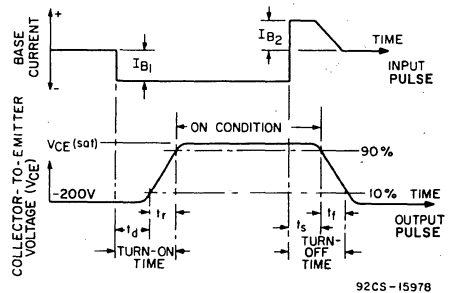 BASE CURRENT
+
-
IB1
IB2
TIME
INPUT PULSE
COLLECTOR-TO-EMITTER VOLTAGE (VCE)
VCE (sat)
ON CONDITION
90%
-200V
10%
TIME
OUTPUT PULSE
tr
td
ts
tf
TURN-ON TIME
TURN-OFF TIME
92CS-15978